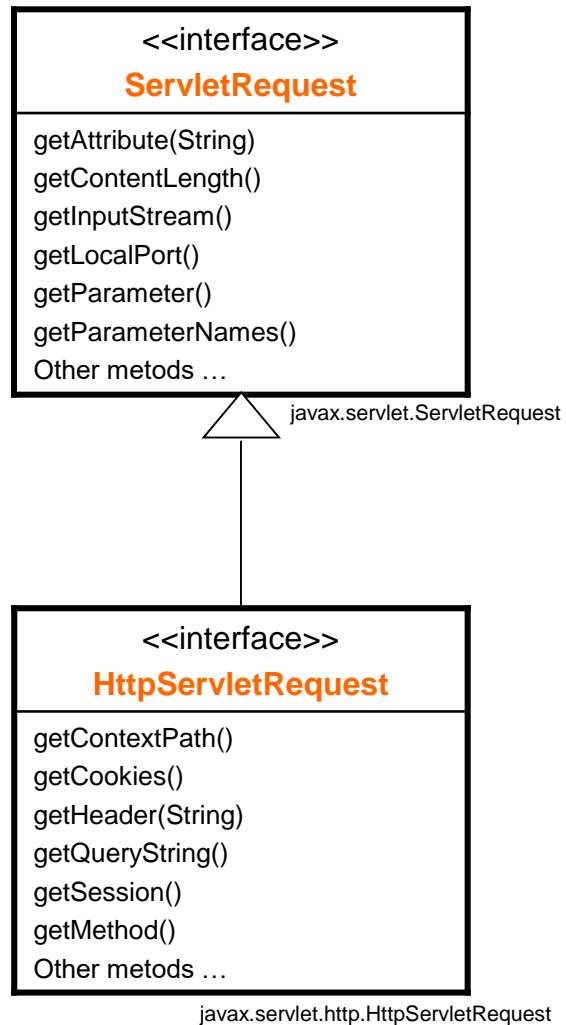 <<interface>>
ServletRequest
getAttribute(String)
getContentLength()
getInputStream()
getLocalPort()
getParameter()
getParameterNames()
Other metods …
javax.servlet.ServletRequest
<<interface>>
HttpServletRequest
getContextPath()
getCookies()
getHeader(String)
getQueryString()
getSession()
getMethod()
Other metods …
javax.servlet.http.HttpServletRequest